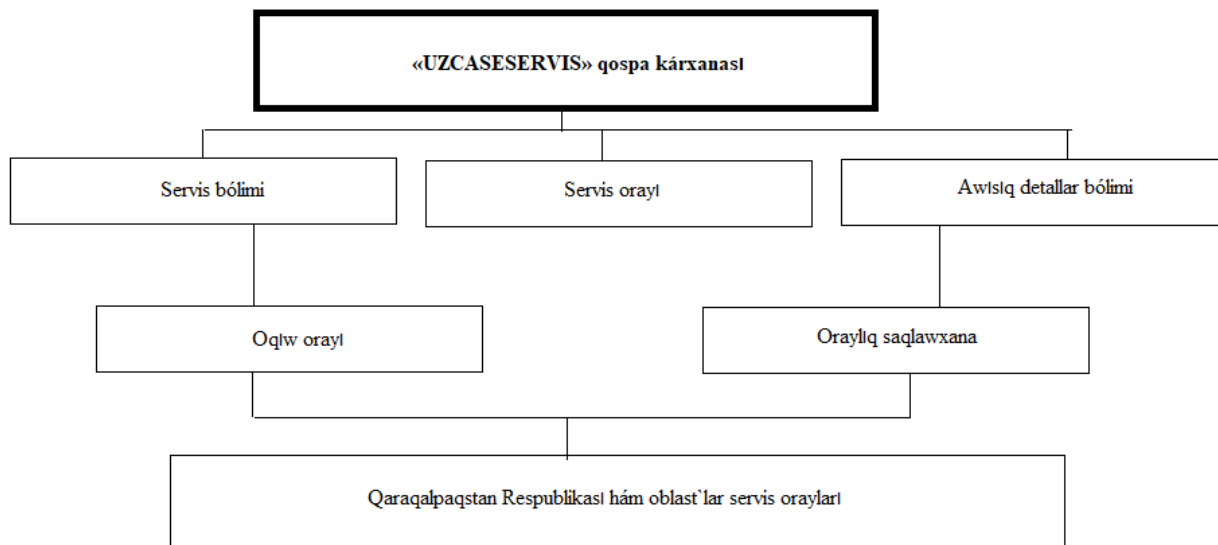 «UZCASESERVIS» qospa kárxanası
Servis bólimi
Servis orayı
Awısıq detallar bólimi
Oqıw orayı
Oraylıq saqlawxana
Qaraqalpaqstan Respublikası hám oblast`lar servis orayları